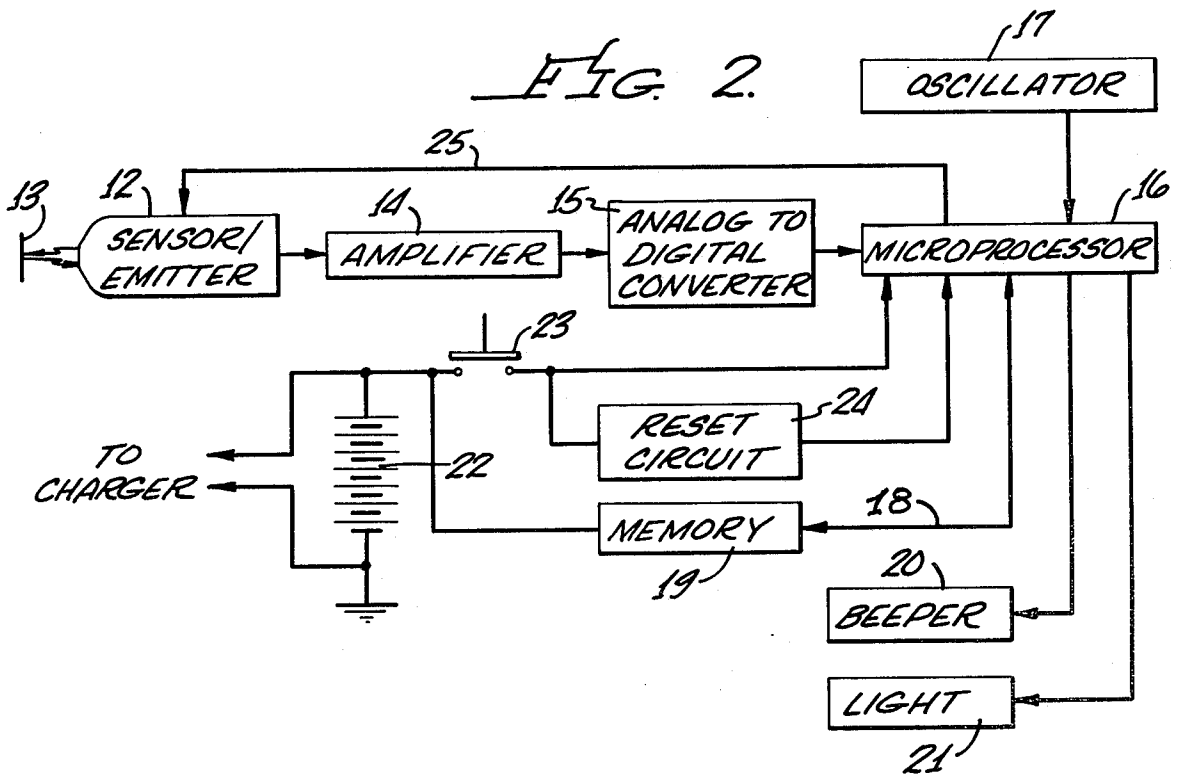 FIG. 2.
17
OSCILLATOR
25
13
12
SENSOR/
EMITTER
14
AMPLIFIER
15
ANALOG TO
DIGITAL
CONVERTER
16
MICROPROCESSOR
23
24
RESET
CIRCUIT
TO
CHARGER
22
MEMORY
18
19
20
BEEPER
LIGHT
21